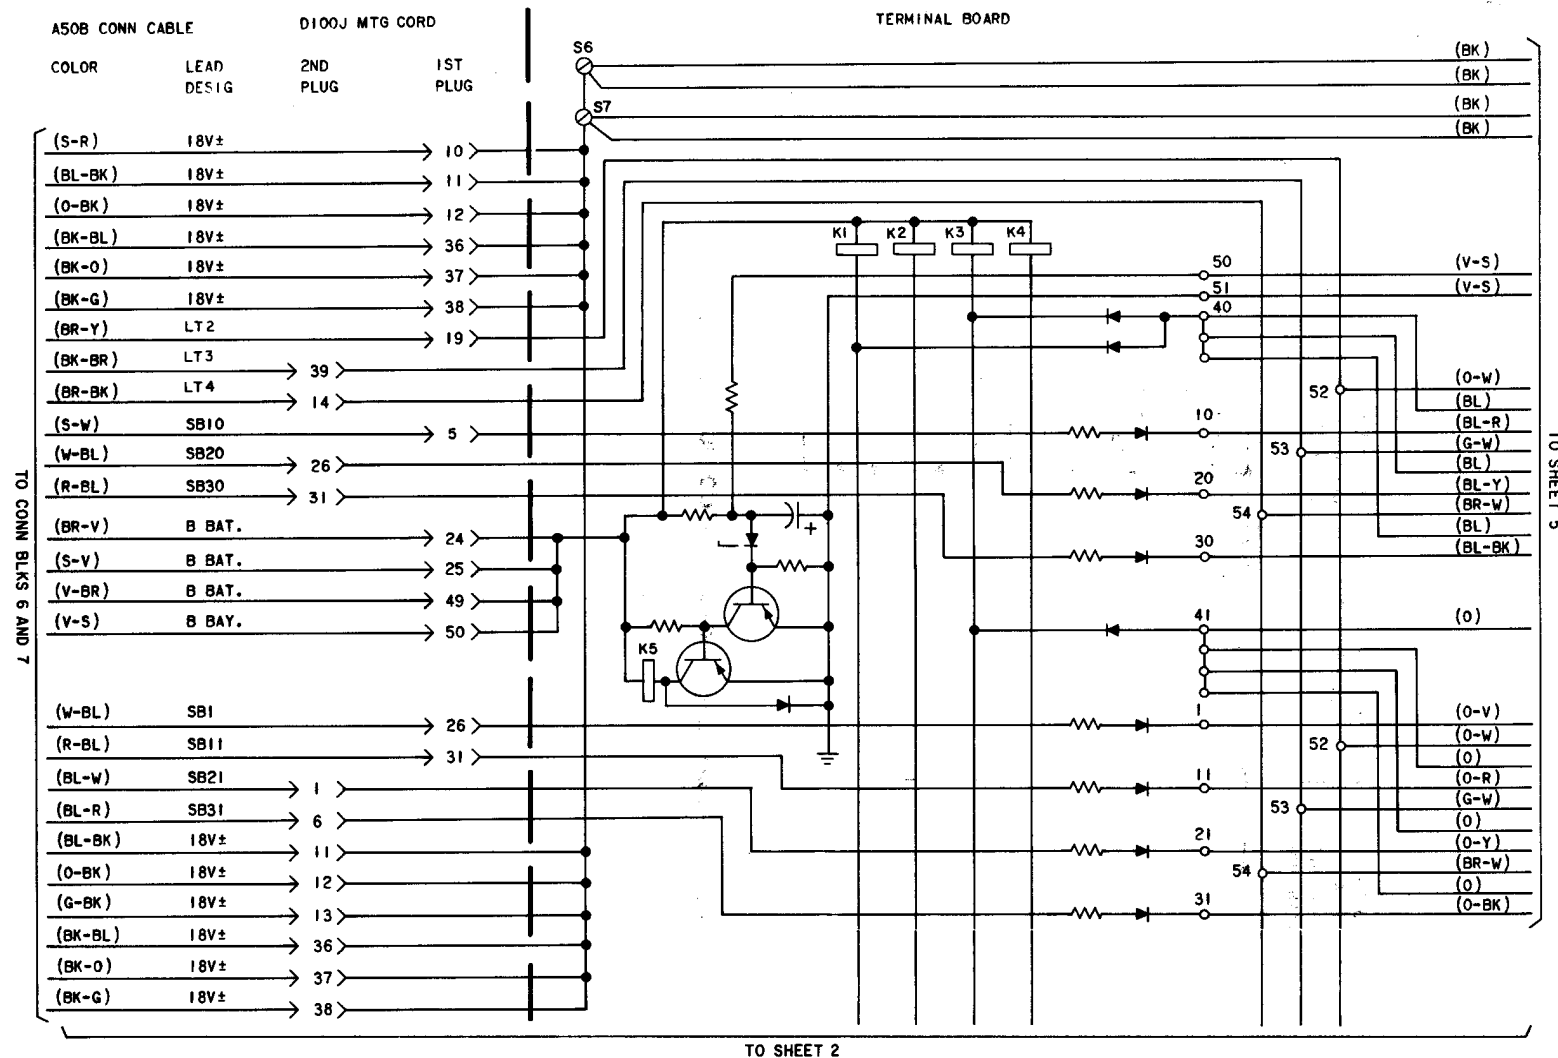 A50B CONN CABLE D100J MTG CORD TERMINAL BOARD
COLOR LEAD DESIG 2ND PLUG 1ST PLUG
S6
(BK)
(BK)
S7
(BK)
(BK)
(S-R) 18V± 10
(BL-BK) 18V± 11
(O-BK) 18V± 12
(BK-BL) 18V± 36
(BK-O) 18V± 37
(BK-G) 18V± 38
(BR-Y) LT2 19
(BK-BR) LT3 39
(BR-BK) LT4 14
(S-W) SB10 5
(W-BL) SB20 26
(R-BL) SB30 31
(BR-V) B BAT. 24
(S-V) B BAT. 25
(V-BR) B BAT. 49
(V-S) B BAY. 50
(W-BL) SB1 26
(R-BL) SB11 31
(BL-W) SB21 1
(BL-R) SB31 6
(BL-BK) 18V± 11
(O-BK) 18V± 12
(G-BK) 18V± 13
(BK-BL) 18V± 36
(BK-O) 18V± 37
(BK-G) 18V± 38
TO CONN BLKS 6 AND 7
K1 K2 K3 K4
K5
+
50 (V-S)
51 (V-S)
40
52 (O-W)
(BL)
10 (BL-R)
53 (G-W)
(BL)
20 (BL-Y)
54 (BR-W)
(BL)
30 (BL-BK)
41 (O)
1 (O-V)
52 (O-W)
(O)
11 (O-R)
53 (G-W)
(O)
21 (O-Y)
54 (BR-W)
(O)
31 (O-BK)
TO SHEET 5
TO SHEET 2